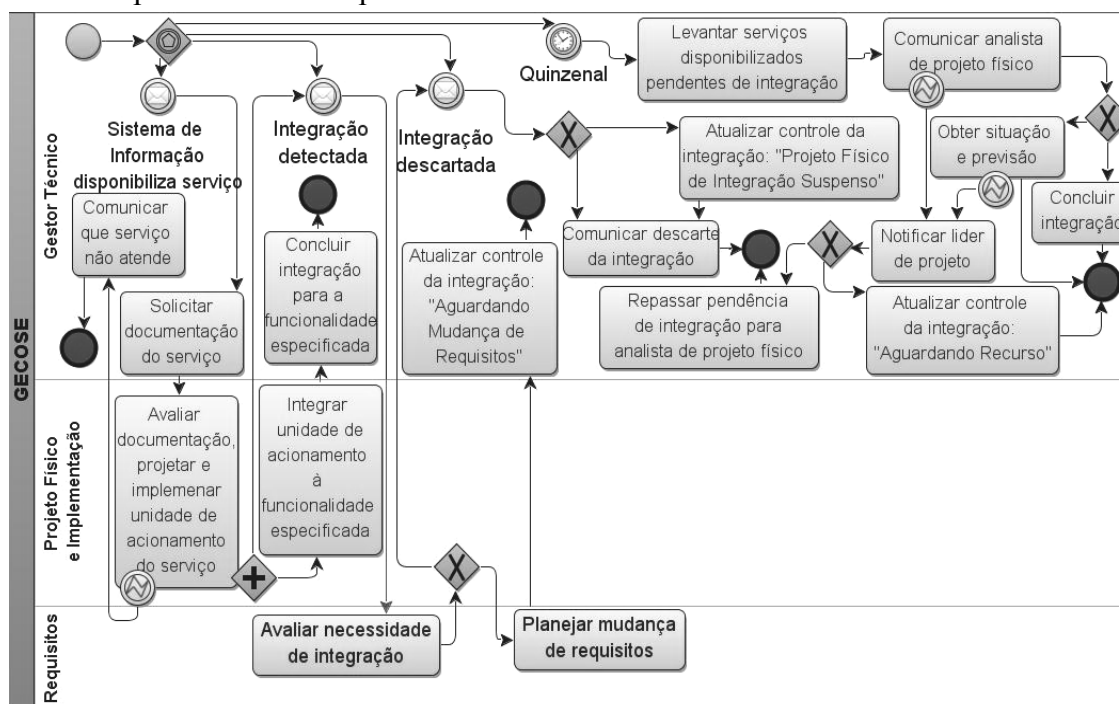 GECOSE
Gestor Técnico
Quinzenal
Levantar serviços
disponibilizados
pendentes de integração
Comunicar analista
de projeto físico
Sistema de
Informação
disponibiliza serviço
Integração
detectada
Integração
descartada
Atualizar controle da
integração: "Projeto Físico
de Integração Suspenso"
Obter situação
e previsão
Concluir
integração
Comunicar
que serviço
não atende
Solicitar
documentação
do serviço
Concluir
integração
para a
funcionalidade
especificada
Atualizar controle
da integração:
"Aguardando
Mudança de
Requisitos"
Comunicar descarte
da integração
Repassar pendência
de integração para
analista de projeto físico
Notificar lider
de projeto
Atualizar controle
da integração:
"Aguardando Recurso"
Projeto Físico
e Implementação
Avaliar
documentação,
projetar e
implemenar
unidade de
acionamento
do serviço
Integrar
unidade de
acionamento
à
funcionalidade
especificada
Requisitos
Avaliar necessidade
de integração
Planejar mudança
de requisitos